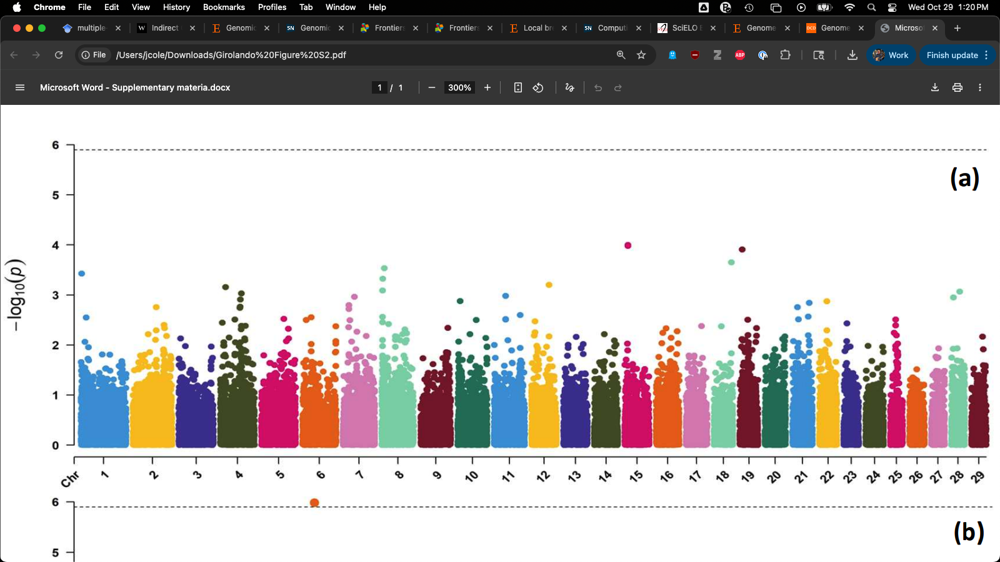 Chrome File Edit View History Bookmarks Profiles Tab Window Help Wed Oct 29 1:20 PM
multiple- W Indirect E Genomic SN Genomic Frontiers Frontiers E Local br SN Computi SciELO E Genome DCD Genome Microso
File /Users/jcole/Downloads/Girolando%20Figure%20S2.pdf ABP Work Finish update
Microsoft Word - Supplementary materia.docx 1 / 1 300%
6
(a)
5
4
3
2
1
0
−log10(p)
Chr 1 2 3 4 5 6 7 8 9 10 11 12 13 14 15 16 17 18 19 20 21 22 23 24 25 26 27 28 29
6
(b)
5